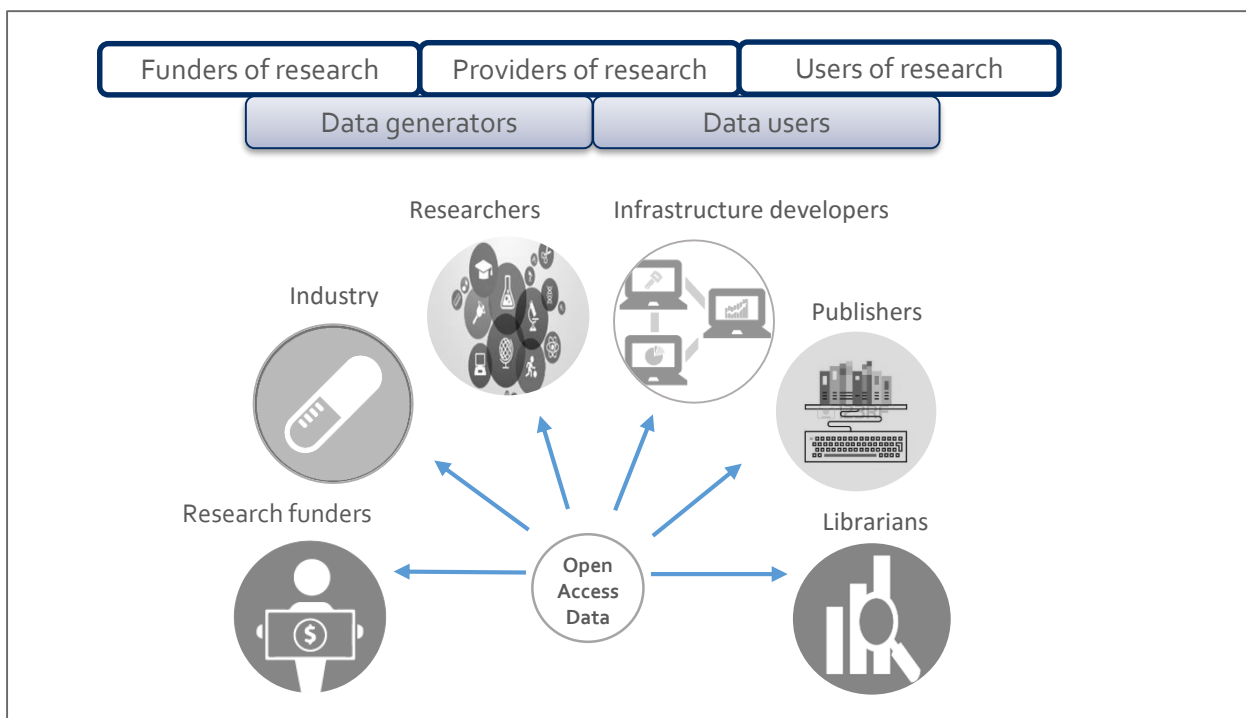 Funders of research
Providers of research
Users of research
Data generators
Data users
Researchers
Infrastructure developers
Industry
Publishers
Research funders
Librarians
Open
Access
Data
$